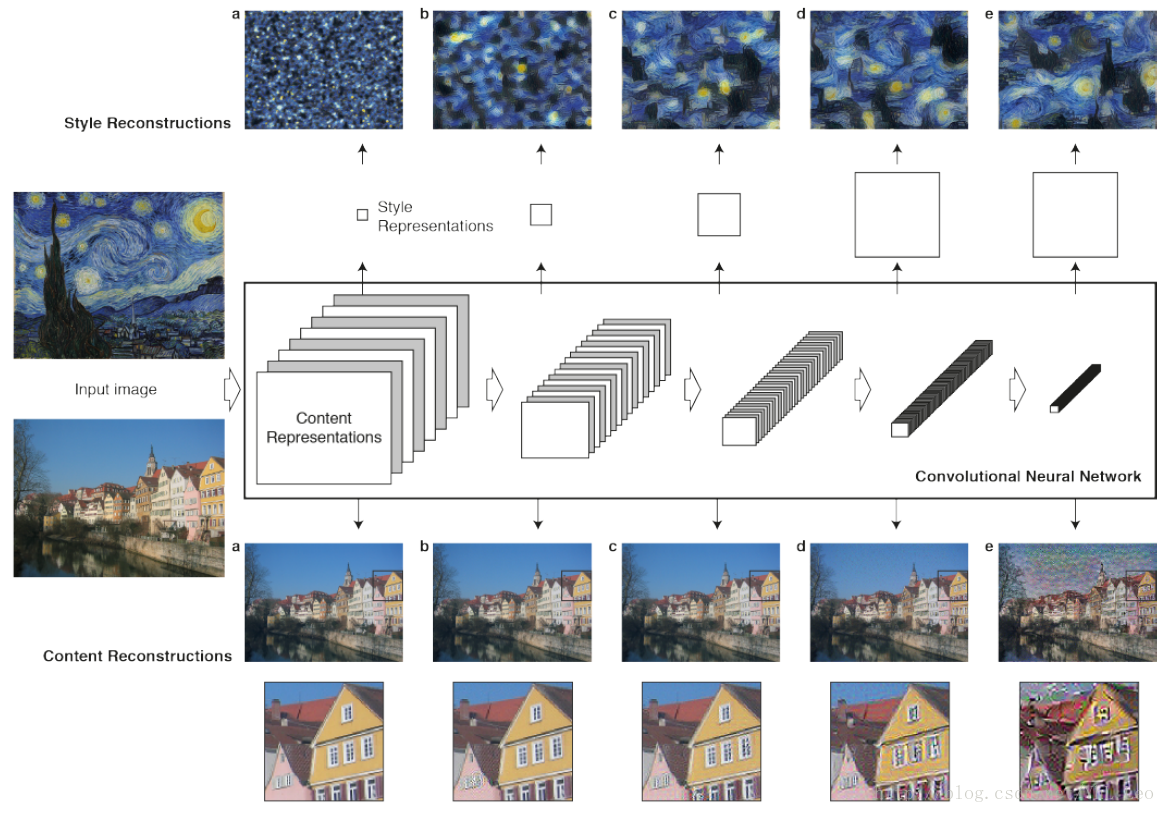 a
b
c
d
e
Style Reconstructions
Style
Representations
Input image
Content
Representations
Convolutional Neural Network
a
b
c
d
e
Content Reconstructions